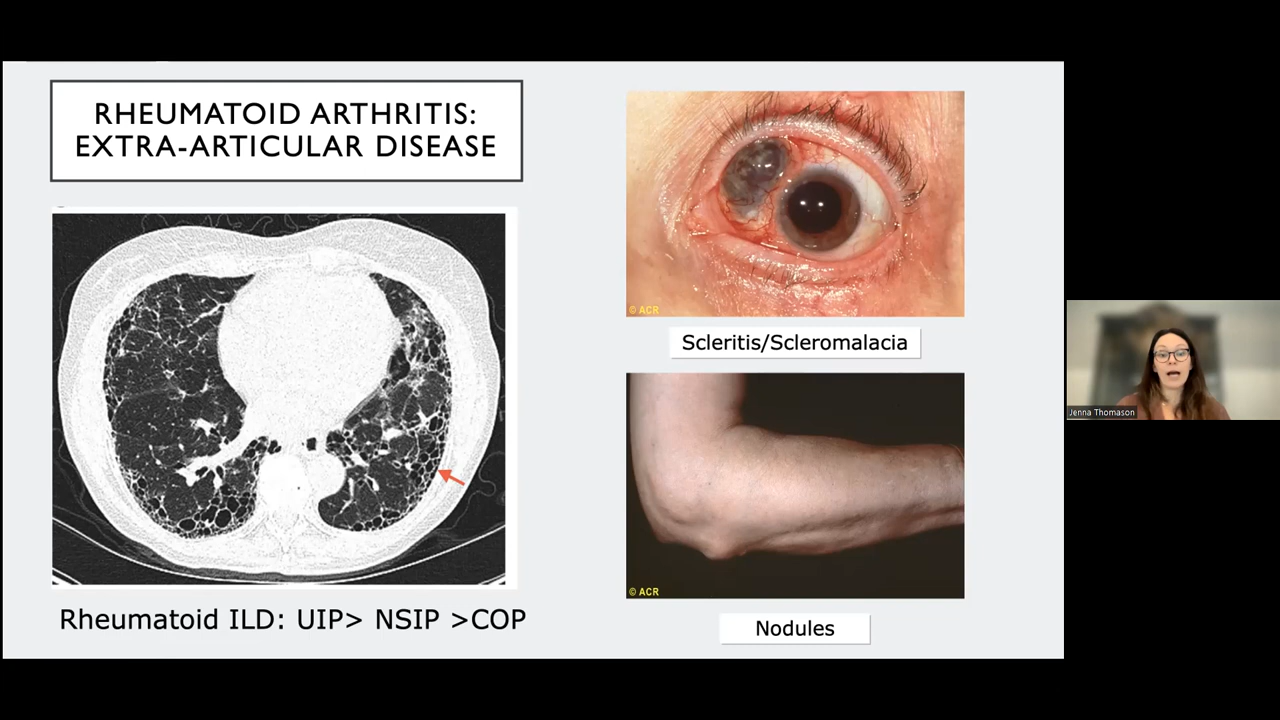 RHEUMATOID ARTHRITIS:
EXTRA-ARTICULAR DISEASE
Rheumatoid ILD: UIP> NSIP >COP
© ACR
Scleritis/Scleromalacia
© ACR
Nodules
Jenna Thomason